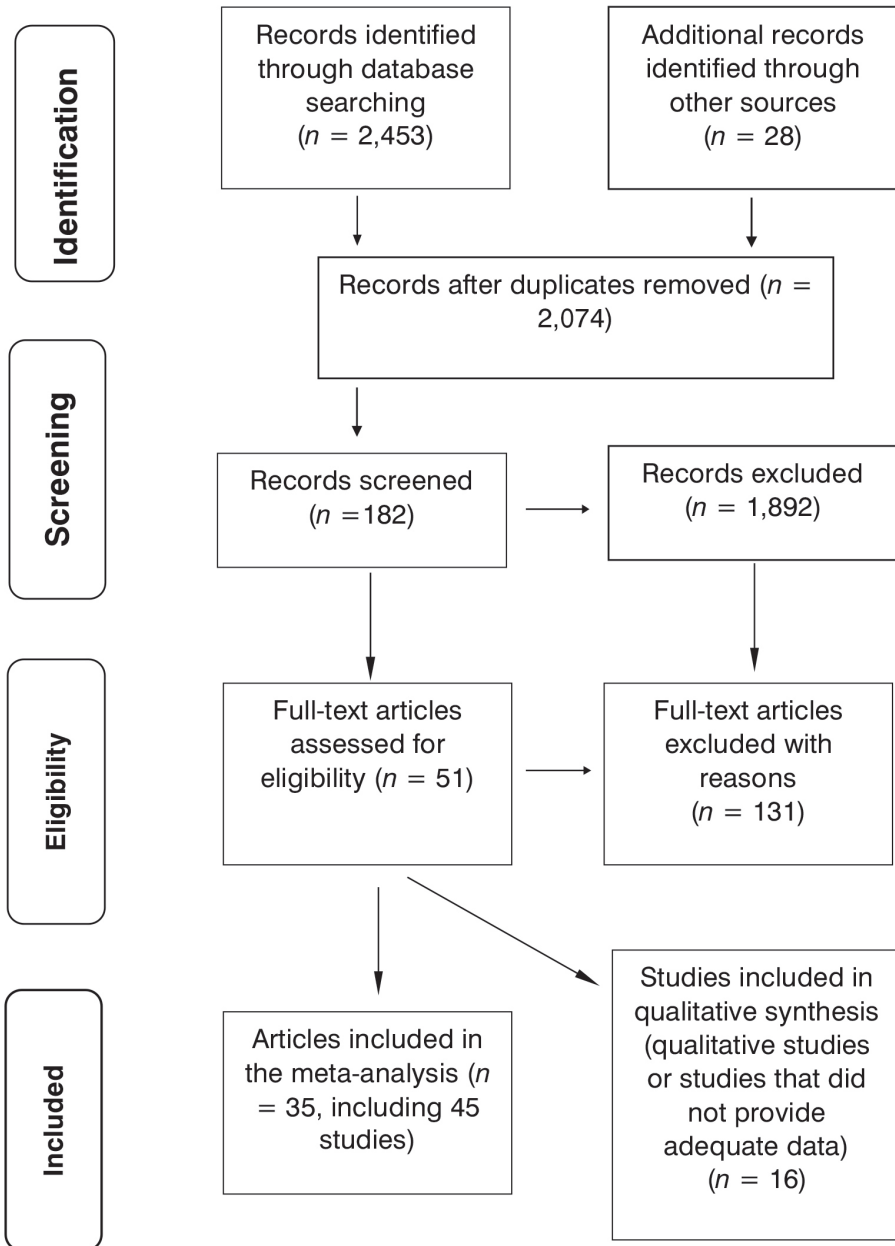 Identification
Records identified
through database
searching
(n = 2,453)
Additional records
identified through
other sources
(n = 28)
Records after duplicates removed (n =
2,074)
Screening
Records screened
(n =182)
Records excluded
(n = 1,892)
Eligibility
Full-text articles
assessed for
eligibility (n = 51)
Full-text articles
excluded with
reasons
(n = 131)
Included
Articles included in
the meta-analysis (n
= 35, including 45
studies)
Studies included in
qualitative synthesis
(qualitative studies
or studies that did
not provide
adequate data)
(n = 16)